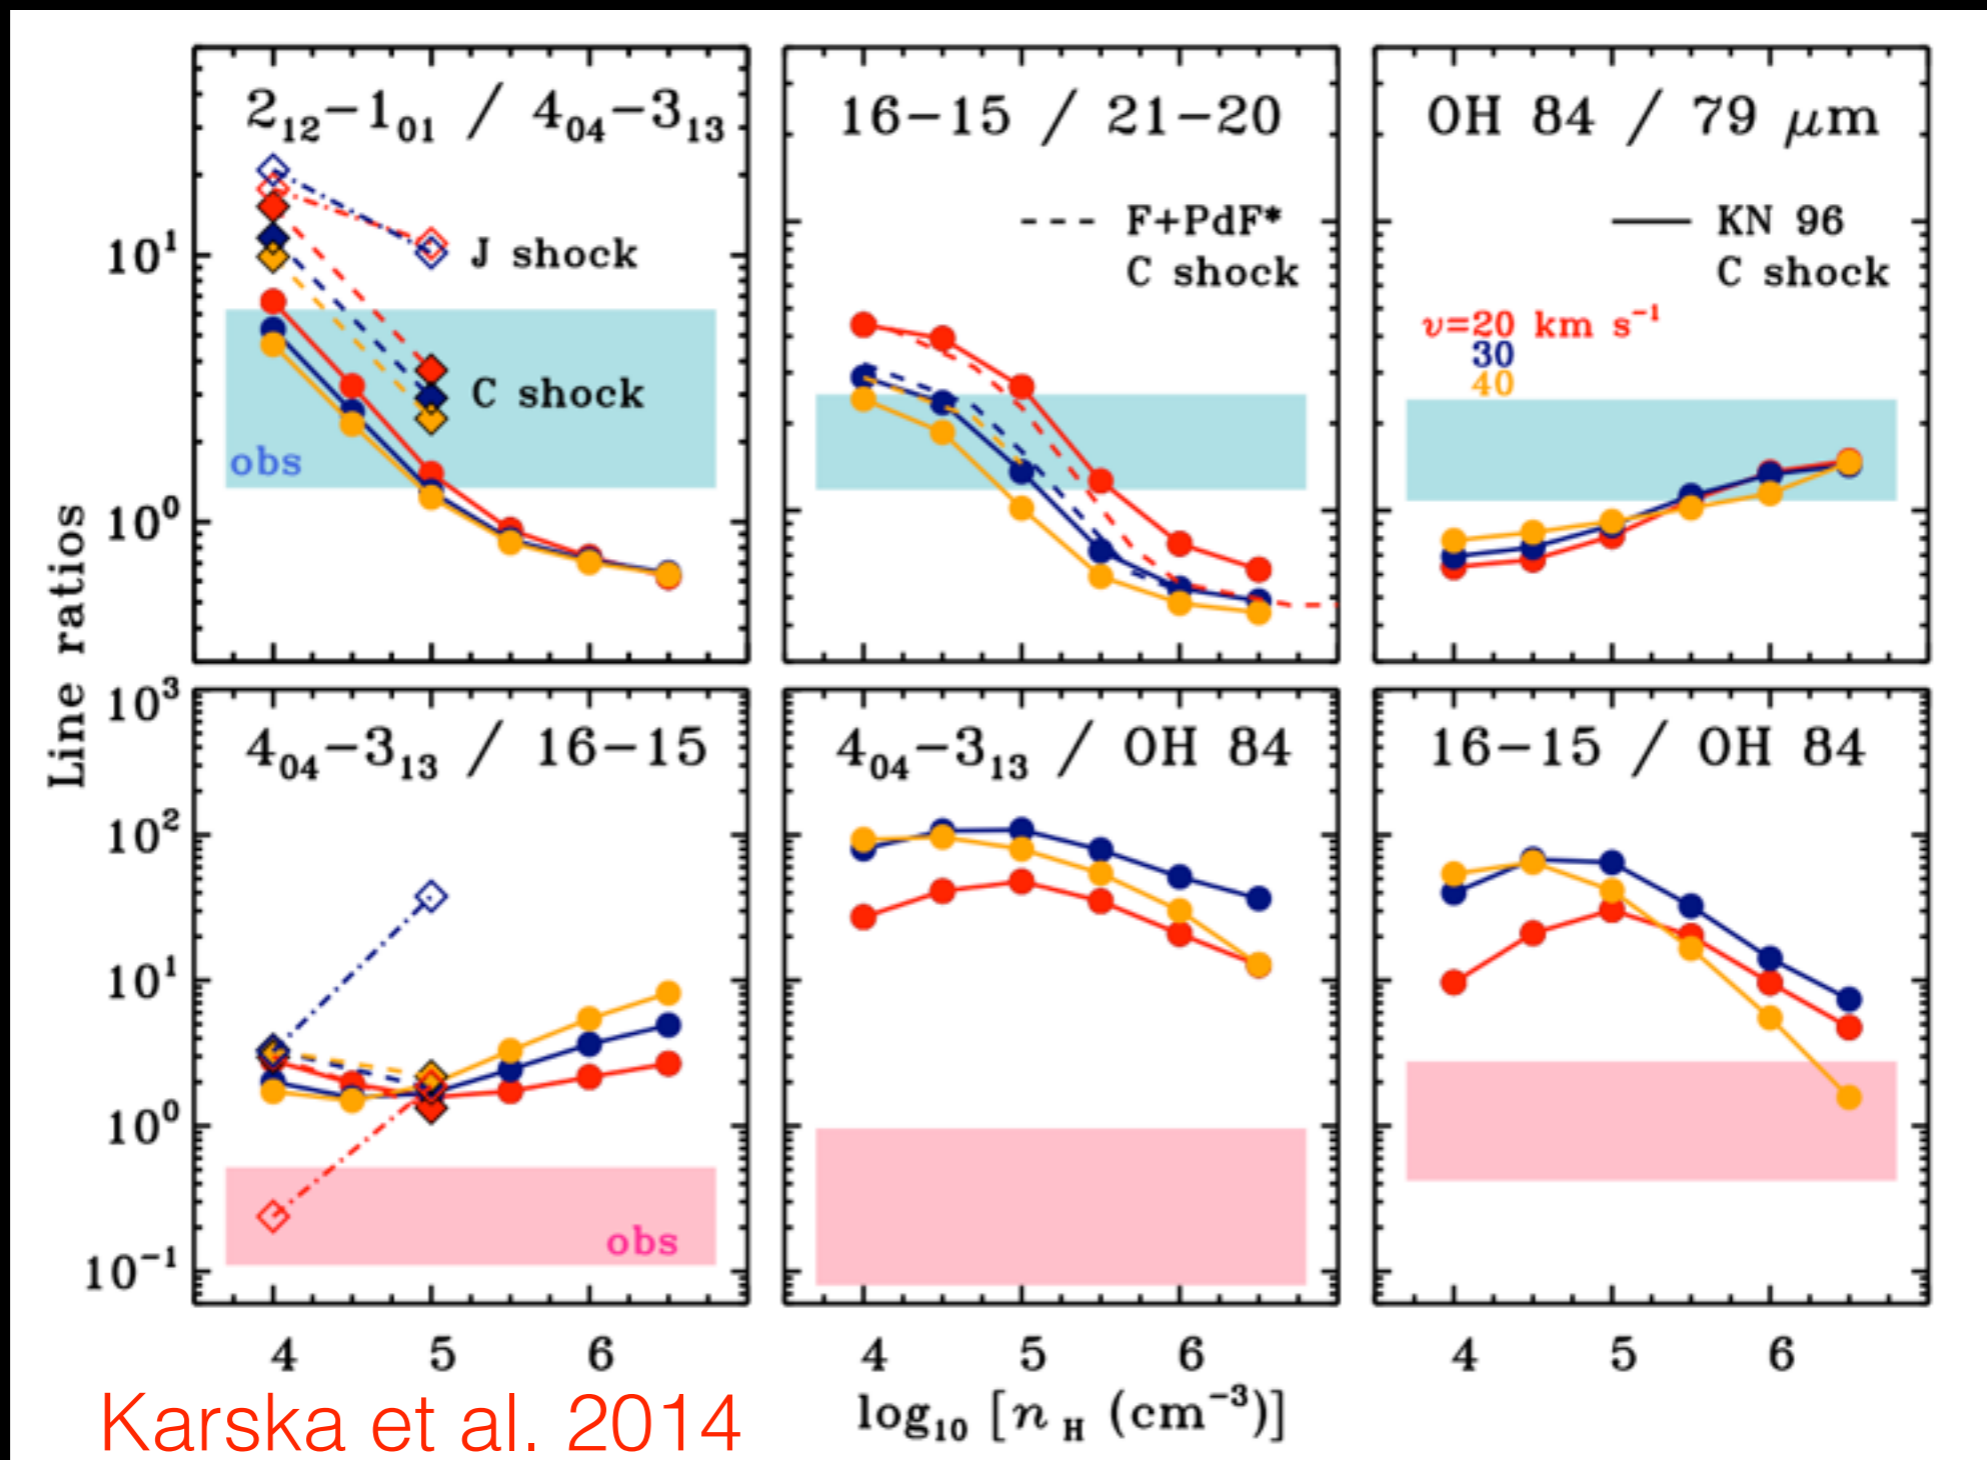 2₁₂−1₀₁ / 4₀₄−3₁₃
16−15 / 21−20
OH 84 / 79 μm
F+PdF*
C shock
KN 96
C shock
J shock
C shock
obs
v=20 km s⁻¹
30
40
10¹
10⁰
Line ratios
4₀₄−3₁₃ / 16−15
4₀₄−3₁₃ / OH 84
16−15 / OH 84
10³
10²
10¹
10⁰
10⁻¹
obs
4 5 6
4 5 6
4 5 6
log₁₀ [n H (cm⁻³)]
Karska et al. 2014